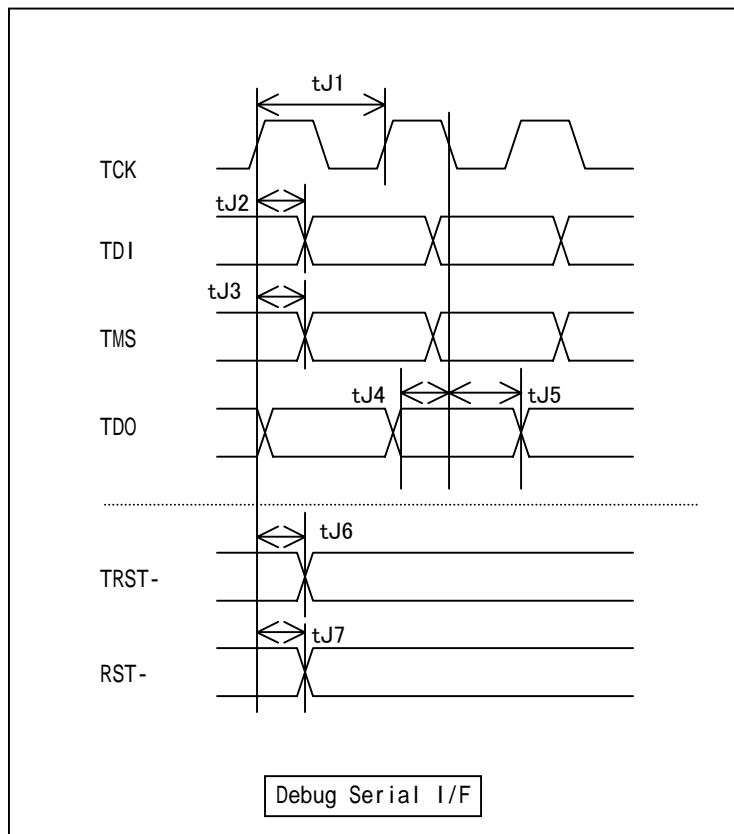 tJ1
TCK
tJ2
TDI
tJ3
TMS
tJ4
tJ5
TDO
tJ6
TRST-
tJ7
RST-
Debug Serial I/F